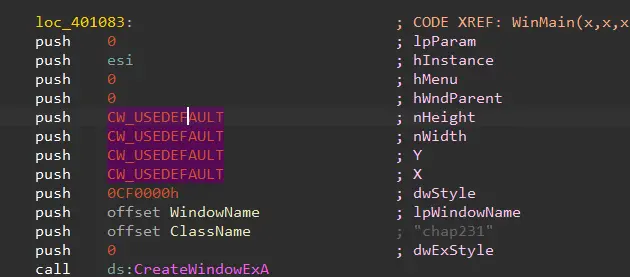 loc_401083: ; CODE XREF: WinMain(x,x,x
push 0 ; lpParam
push esi ; hInstance
push 0 ; hMenu
push 0 ; hWndParent
push CW_USEDEFAULT ; nHeight
push CW_USEDEFAULT ; nWidth
push CW_USEDEFAULT ; Y
push CW_USEDEFAULT ; X
push 0CF0000h ; dwStyle
push offset WindowName ; lpWindowName
push offset ClassName ; "chap231"
push 0 ; dwExStyle
call ds:CreateWindowExA